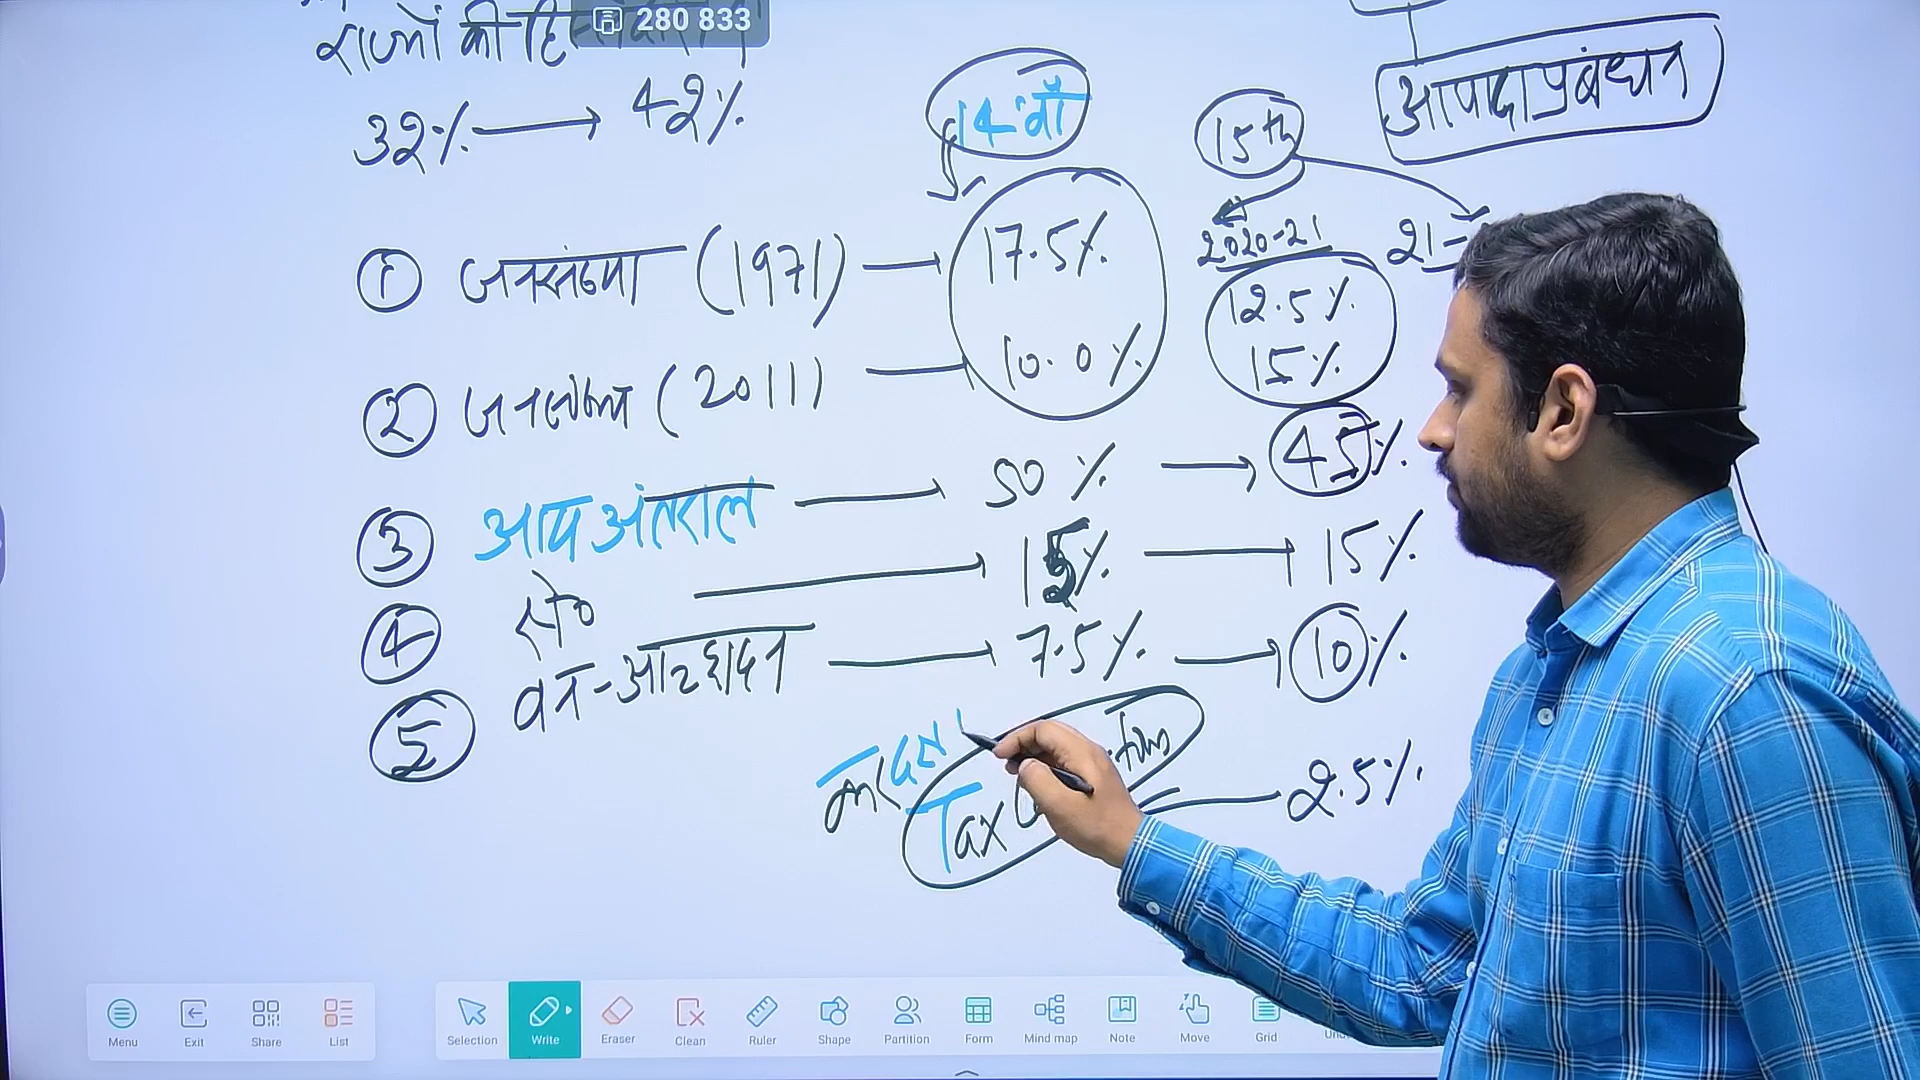 280 833
राज्यों की हि
32% → 42%
14वाँ
15th
आपदा प्रबंधन
2020-21
21-
① जनसंख्या (1971) → 17.5% 12.5%
② जनसंख्या (2011) — 10.0% 15%
③ आय अंतराल → 50% → 45%
④ क्षे० → 15% → 15%
⑤ वन-आच्छादन → 7.5% → 10%
करदत्त
Tax 2.5%
Menu Exit Share List Selection Write Eraser Clean Ruler Shape Partition Form Mind map Note Move Grid